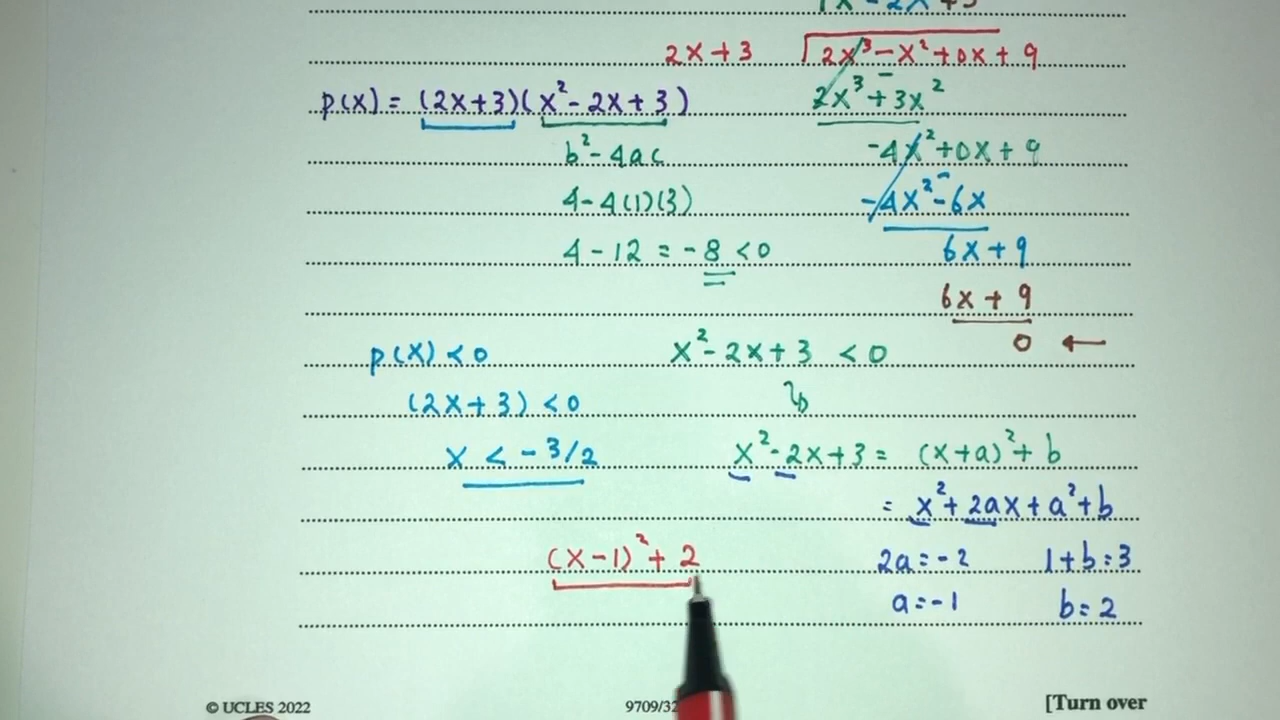 2x + 3 2x³ - x² + 0x + 9
p(x) = (2x+3)(x² - 2x + 3) 2x³ + 3x²
b² - 4ac -4x² + 0x + 9
4 - 4(1)(3) -4x² - 6x
4 - 12 = -8 < 0 6x + 9
6x + 9
p(x) < 0 x² - 2x + 3 < 0 0 ←
(2x+3) < 0
x < -3/2 x² - 2x + 3 = (x+a)² + b
= x² + 2ax + a² + b
(x-1)² + 2 2a = -2 1 + b = 3
a = -1 b = 2
© UCLES 2022 9709/32 [Turn over